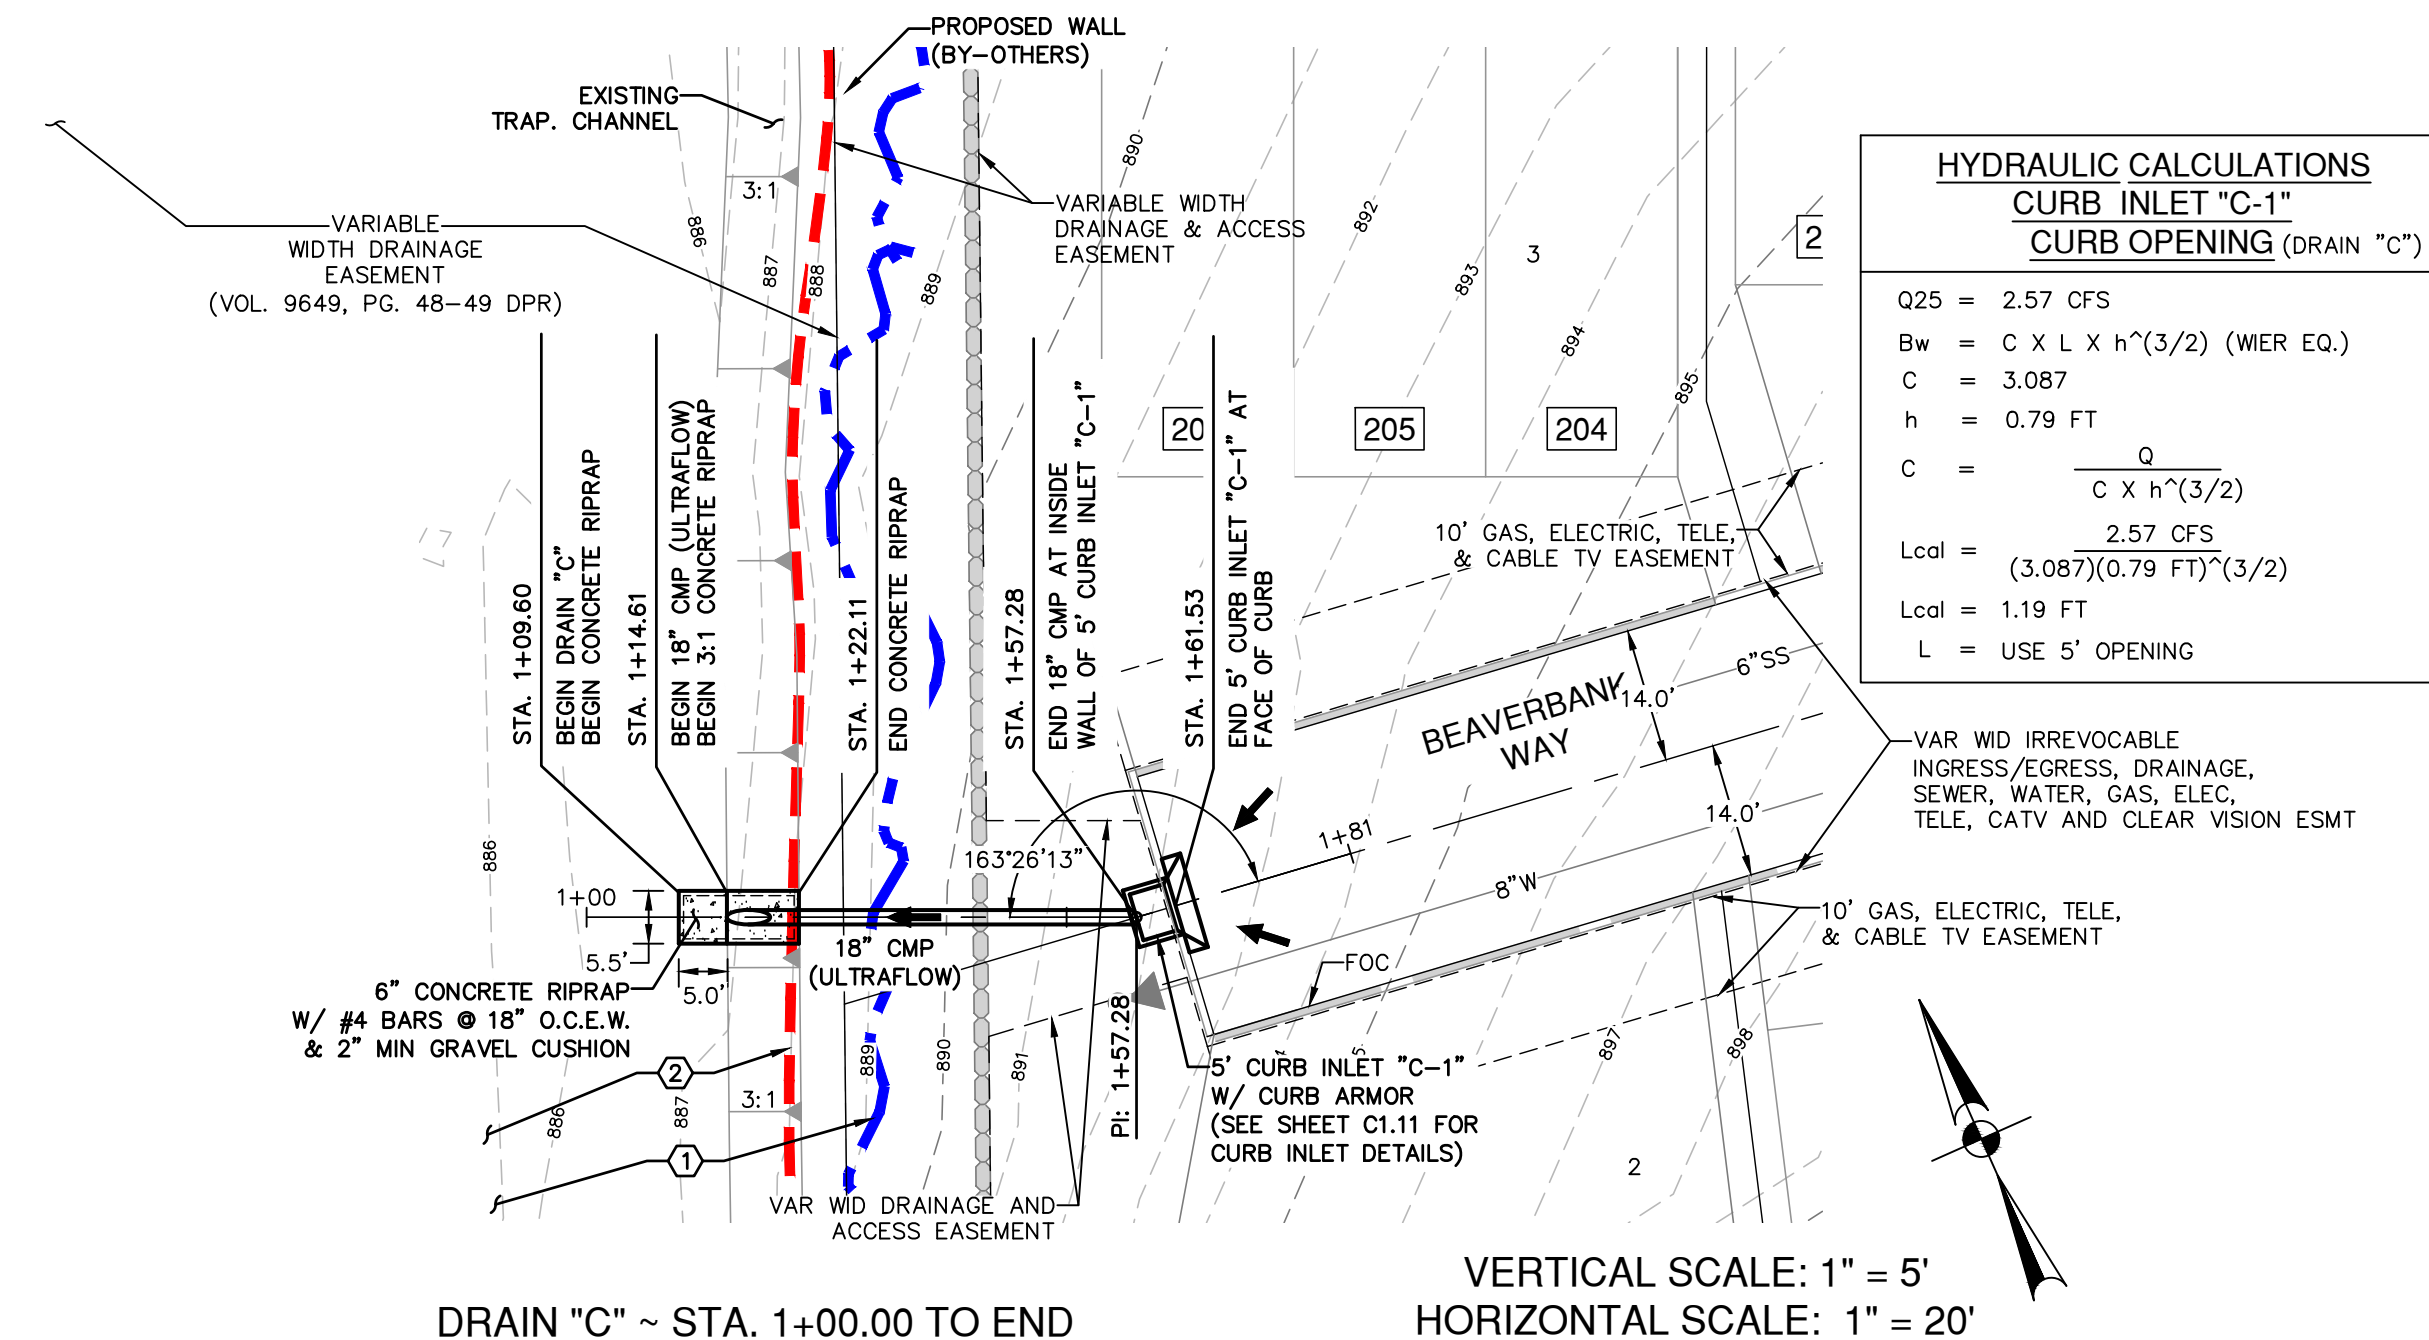 PROPOSED WALL
(BY-OTHERS)
EXISTING
TRAP. CHANNEL
VARIABLE
WIDTH DRAINAGE
EASEMENT
(VOL. 9649, PG. 48-49 DPR)
VARIABLE WIDTH
DRAINAGE & ACCESS
EASEMENT
3:1
886
887
888
889
890
892
893
894
895
3
2
20
205
204
HYDRAULIC CALCULATIONS
CURB INLET "C-1"
CURB OPENING (DRAIN "C")
Q25 = 2.57 CFS
Bw = C X L X h^(3/2) (WIER EQ.)
C = 3.087
h = 0.79 FT
C = Q
C X h^(3/2)
Lcal = 2.57 CFS
(3.087)(0.79 FT)^(3/2)
Lcal = 1.19 FT
L = USE 5' OPENING
STA. 1+09.60
BEGIN DRAIN "C"
BEGIN CONCRETE RIPRAP
STA. 1+14.61
BEGIN 18" CMP (ULTRAFLOW)
BEGIN 3:1 CONCRETE RIPRAP
STA. 1+22.11
END CONCRETE RIPRAP
STA. 1+57.28
END 18" CMP AT INSIDE
WALL OF 5' CURB INLET "C-1"
STA. 1+61.53
END 5' CURB INLET "C-1" AT
FACE OF CURB
10' GAS, ELECTRIC, TELE,
& CABLE TV EASEMENT
BEAVERBANK
WAY
14.0'
6"SS
14.0'
VAR WID IRREVOCABLE
INGRESS/EGRESS, DRAINAGE,
SEWER, WATER, GAS, ELEC,
TELE, CATV AND CLEAR VISION ESMT
1+81
163°26'13"
8"W
886
1+00
5.5'
5.0'
18" CMP
(ULTRAFLOW)
10' GAS, ELECTRIC, TELE,
& CABLE TV EASEMENT
FOC
6" CONCRETE RIPRAP
W/ #4 BARS @ 18" O.C.E.W.
& 2" MIN GRAVEL CUSHION
2
1
3:1
886
887
889
890
891
PI: 1+57.28
5' CURB INLET "C-1"
W/ CURB ARMOR
(SEE SHEET C1.11 FOR
CURB INLET DETAILS)
897
898
2
VAR WID DRAINAGE AND
ACCESS EASEMENT
VERTICAL SCALE: 1" = 5'
HORIZONTAL SCALE: 1" = 20'
DRAIN "C" ~ STA. 1+00.00 TO END